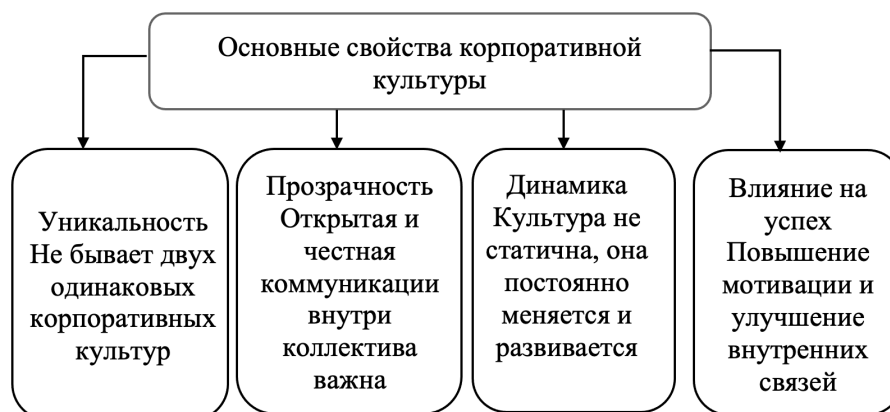 Основные свойства корпоративной
культуры
Уникальность
Не бывает двух
одинаковых
корпоративных
культур
Прозрачность
Открытая и
честная
коммуникации
внутри
коллектива
важна
Динамика
Культура не
статична, она
постоянно
меняется и
развивается
Влияние на
успех
Повышение
мотивации и
улучшение
внутренних
связей